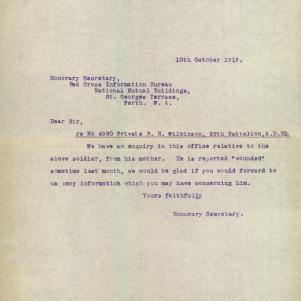 10th October 1916.
Honorary Secretary,
Red Cross Information Bureau
National Mutual Buildings,
St. Georges Terrace,
Perth. W. A.
Dear Sir,
re No 4890 Private R. H. Wilkinson, 28th Battalion, A.I.F.
We have an enquiry in this office relative to the
above soldier, from his mother. He is reported "wounded"
sometime last month, we would be glad if you would forward to
us any information which you may have concerning him.
Yours faithfully
Honorary Secretary.